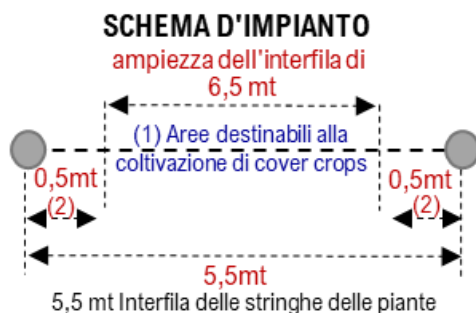 SCHEMA D'IMPIANTO
ampiezza dell'interfila di
6,5 mt
(1) Aree destinabili alla
coltivazione di cover crops
0,5mt
(2)
0,5mt
(2)
5,5mt
5,5 mt Interfila delle stringhe delle piante